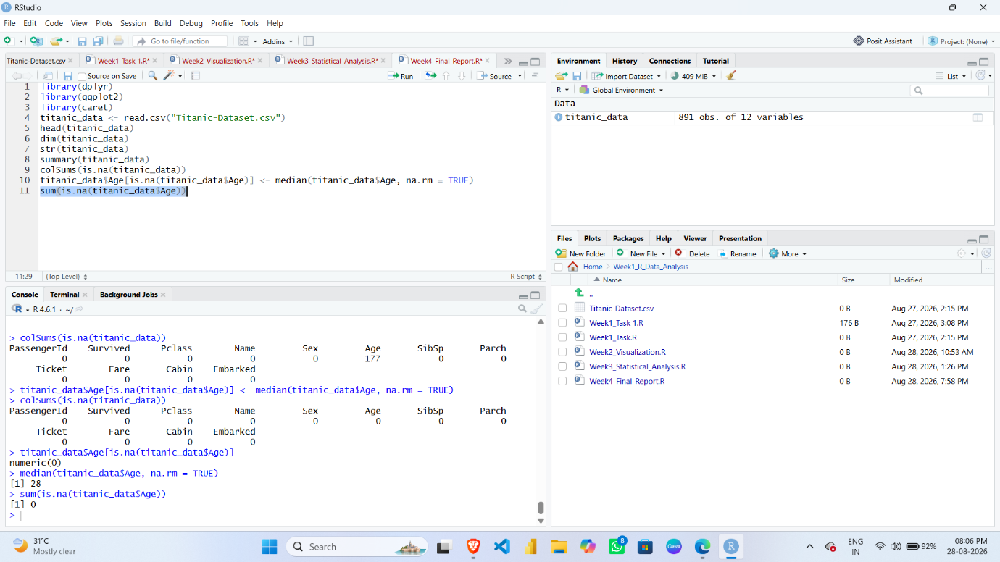 RStudio
File Edit Code View Plots Session Build Debug Profile Tools Help
Go to file/function Addins Posit Assistant Project: (None)
Titanic-Dataset.csv Week1_Task 1.R* Week2_Visualization.R* Week3_Statistical_Analysis.R* Week4_Final_Report.R*
Source on Save Run Source
1 library(dplyr)
2 library(ggplot2)
3 library(caret)
4 titanic_data <- read.csv("Titanic-Dataset.csv")
5 head(titanic_data)
6 dim(titanic_data)
7 str(titanic_data)
8 summary(titanic_data)
9 colSums(is.na(titanic_data))
10 titanic_data$Age[is.na(titanic_data$Age)] <- median(titanic_data$Age, na.rm = TRUE)
11 sum(is.na(titanic_data$Age))
11:29 (Top Level) R Script
Console Terminal Background Jobs
R 4.6.1 · ~/
> colSums(is.na(titanic_data))
PassengerId Survived Pclass Name Sex Age SibSp Parch
0 0 0 0 0 177 0 0
Ticket Fare Cabin Embarked
0 0 0 0
> titanic_data$Age[is.na(titanic_data$Age)] <- median(titanic_data$Age, na.rm = TRUE)
> colSums(is.na(titanic_data))
PassengerId Survived Pclass Name Sex Age SibSp Parch
0 0 0 0 0 0 0 0
Ticket Fare Cabin Embarked
0 0 0 0
> titanic_data$Age[is.na(titanic_data$Age)]
numeric(0)
> median(titanic_data$Age, na.rm = TRUE)
[1] 28
> sum(is.na(titanic_data$Age))
[1] 0
>
Environment History Connections Tutorial
Import Dataset 409 MiB List
R Global Environment
Data
titanic_data 891 obs. of 12 variables
Files Plots Packages Help Viewer Presentation
New Folder New File Delete Rename More
Home Week1_R_Data_Analysis ...
Name Size Modified
..
Titanic-Dataset.csv 0 B Aug 27, 2026, 2:15 PM
Week1_Task 1.R 176 B Aug 27, 2026, 3:08 PM
Week1_Task.R 0 B Aug 27, 2026, 2:15 PM
Week2_Visualization.R 0 B Aug 28, 2026, 10:53 AM
Week3_Statistical_Analysis.R 0 B Aug 28, 2026, 1:26 PM
Week4_Final_Report.R 0 B Aug 28, 2026, 7:58 PM
31°C
Mostly clear
Search
8
ENG
IN
92%
08:06 PM
28-08-2026